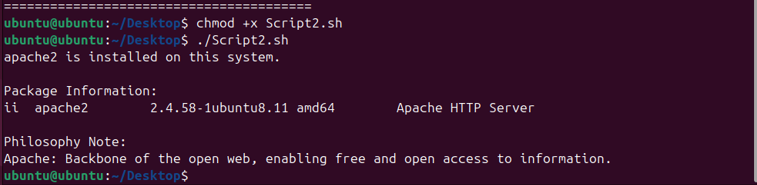 ========================================
ubuntu@ubuntu:~/Desktop$ chmod +x Script2.sh
ubuntu@ubuntu:~/Desktop$ ./Script2.sh
apache2 is installed on this system.

Package Information:
ii  apache2        2.4.58-1ubuntu8.11 amd64        Apache HTTP Server

Philosophy Note:
Apache: Backbone of the open web, enabling free and open access to information.
ubuntu@ubuntu:~/Desktop$